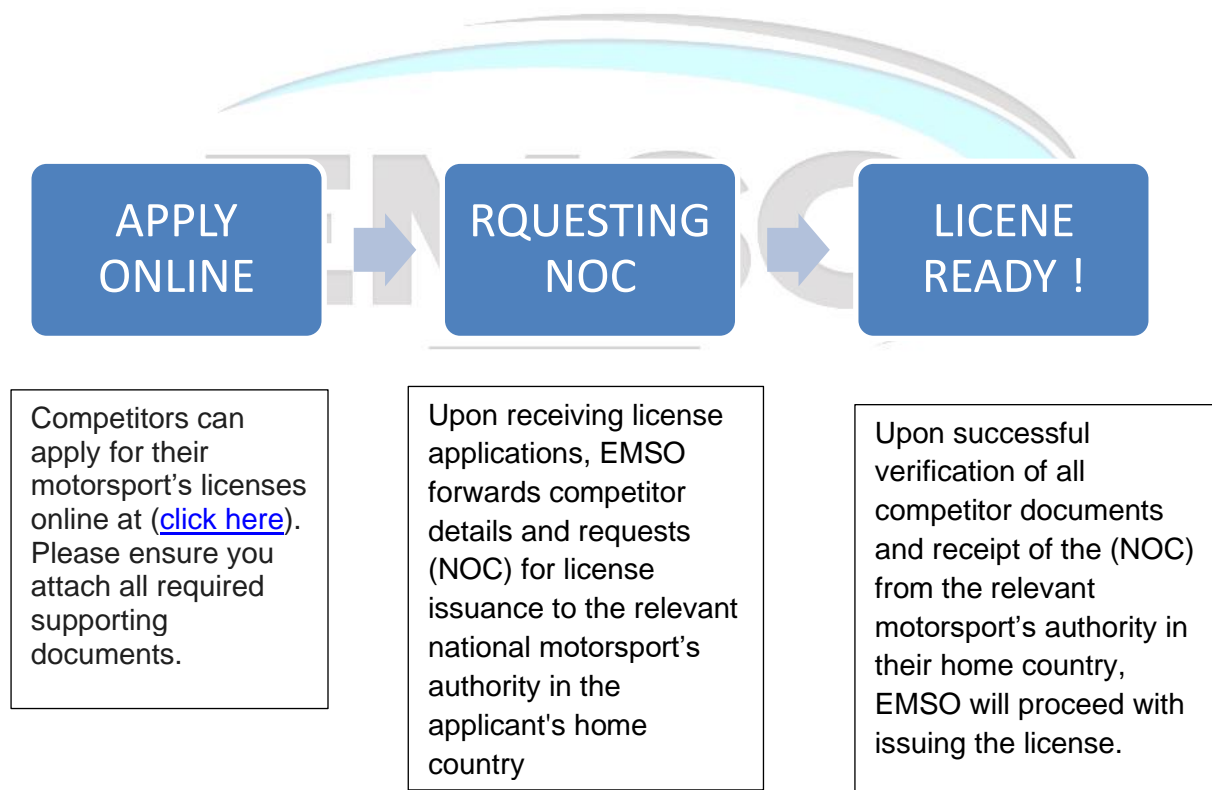 EMSO
APPLY
ONLINE
RQUESTING
NOC
LICENE
READY !
Competitors can
apply for their
motorsport’s licenses
online at (click here).
Please ensure you
attach all required
supporting
documents.
Upon receiving license
applications, EMSO
forwards competitor
details and requests
(NOC) for license
issuance to the relevant
national motorsport’s
authority in the
applicant's home
country
Upon successful
verification of all
competitor documents
and receipt of the (NOC)
from the relevant
motorsport’s authority in
their home country,
EMSO will proceed with
issuing the license.